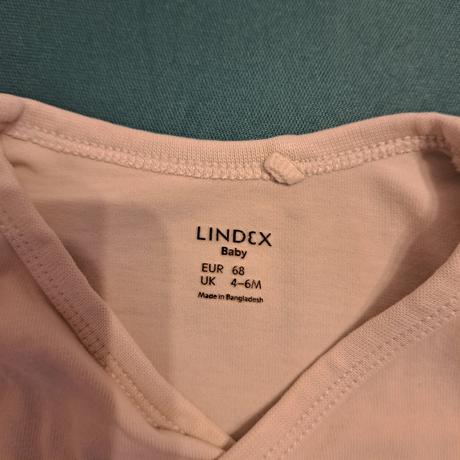 LINDEX
Baby
EUR 68
UK 4-6M
Made in Bangladesh